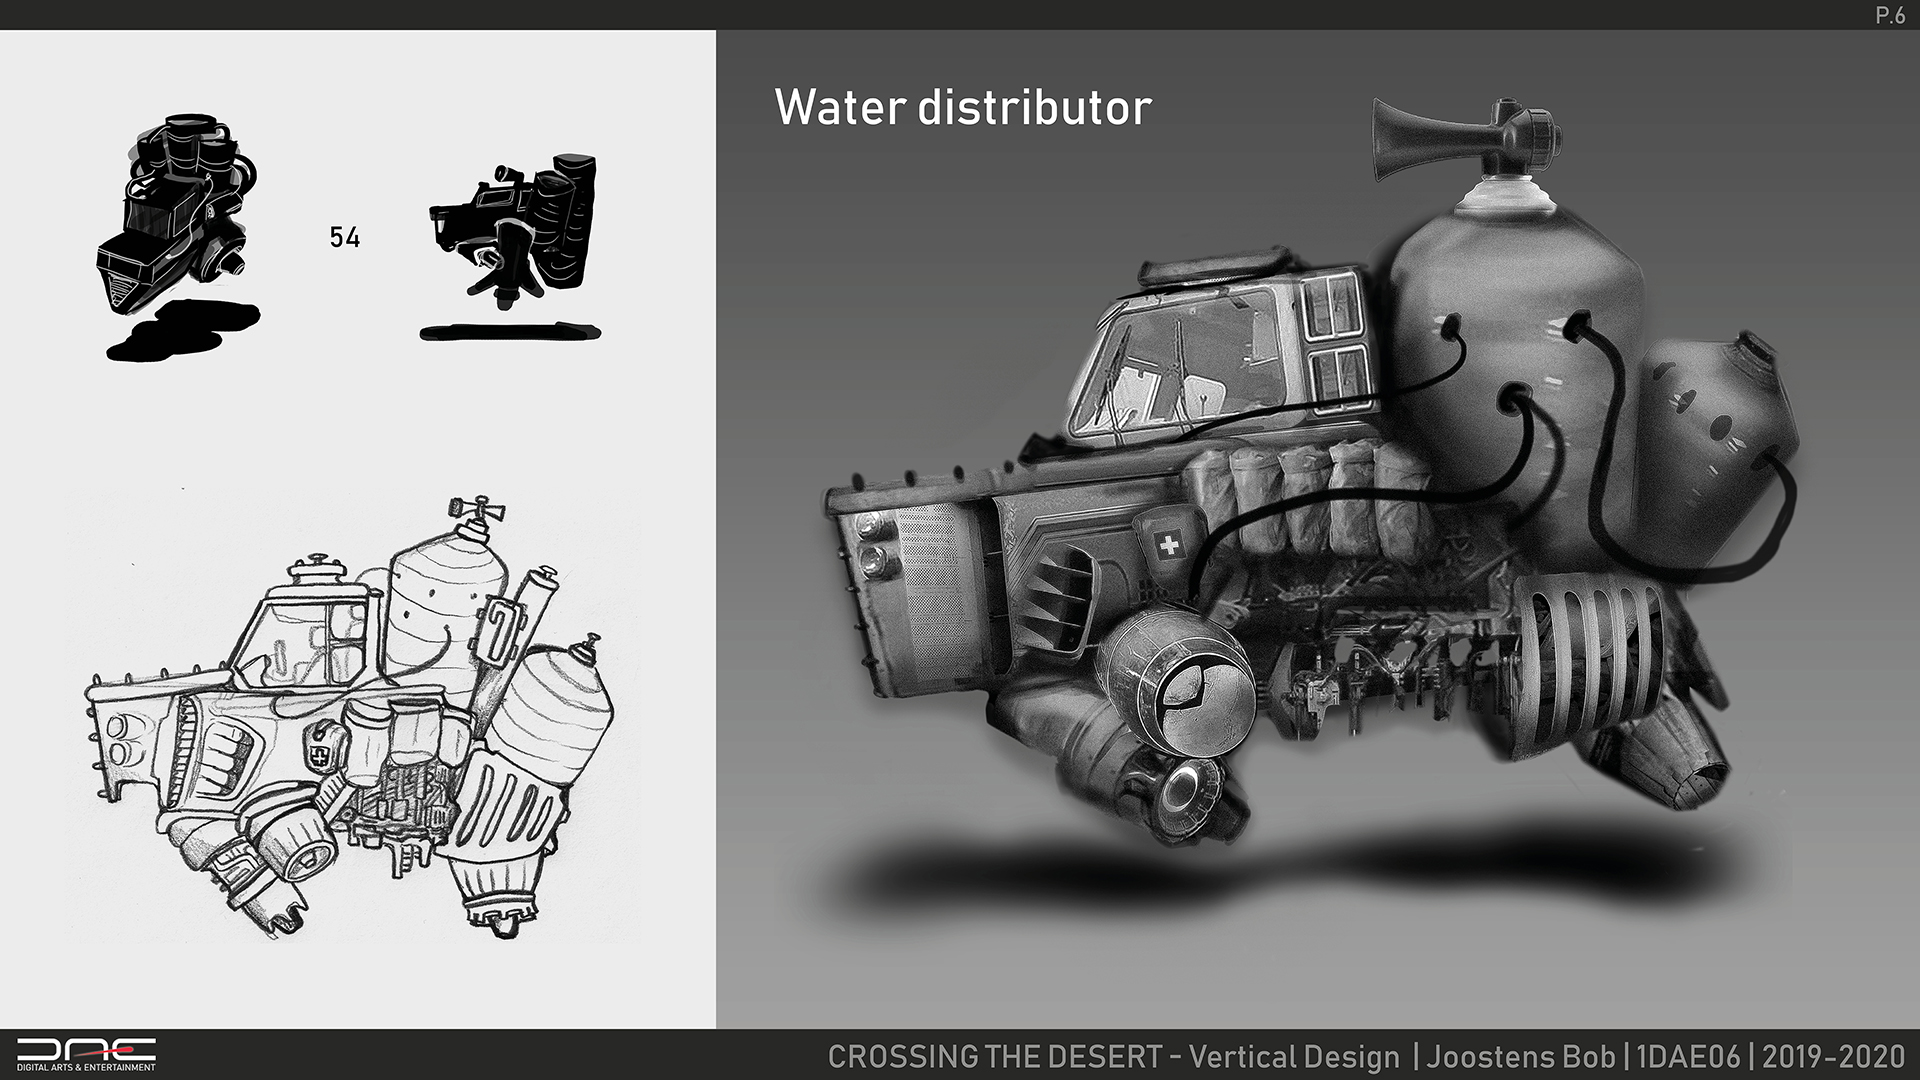 P.6
Water distributor
54
DAE
DIGITAL ARTS & ENTERTAINMENT
CROSSING THE DESERT - Vertical Design | Joostens Bob | 1DAE06 | 2019-2020